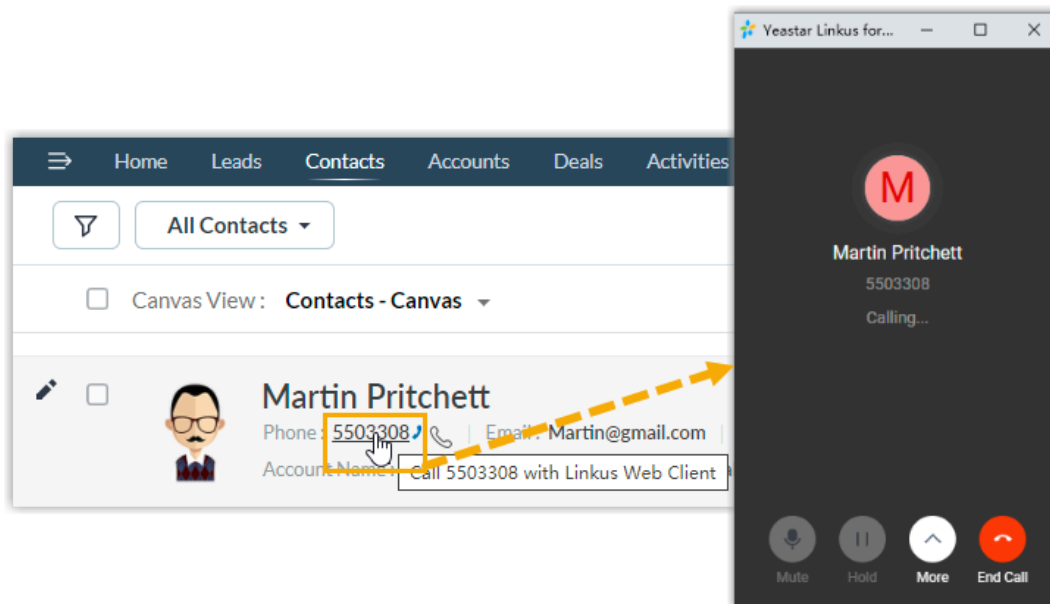 Yeastar Linkus for...
Home Leads Contacts Accounts Deals Activities
All Contacts
Canvas View : Contacts - Canvas
Martin Pritchett
Phone : 5503308 Email : Martin@gmail.com
Account Name :
Call 5503308 with Linkus Web Client
M
Martin Pritchett
5503308
Calling...
Mute Hold More End Call